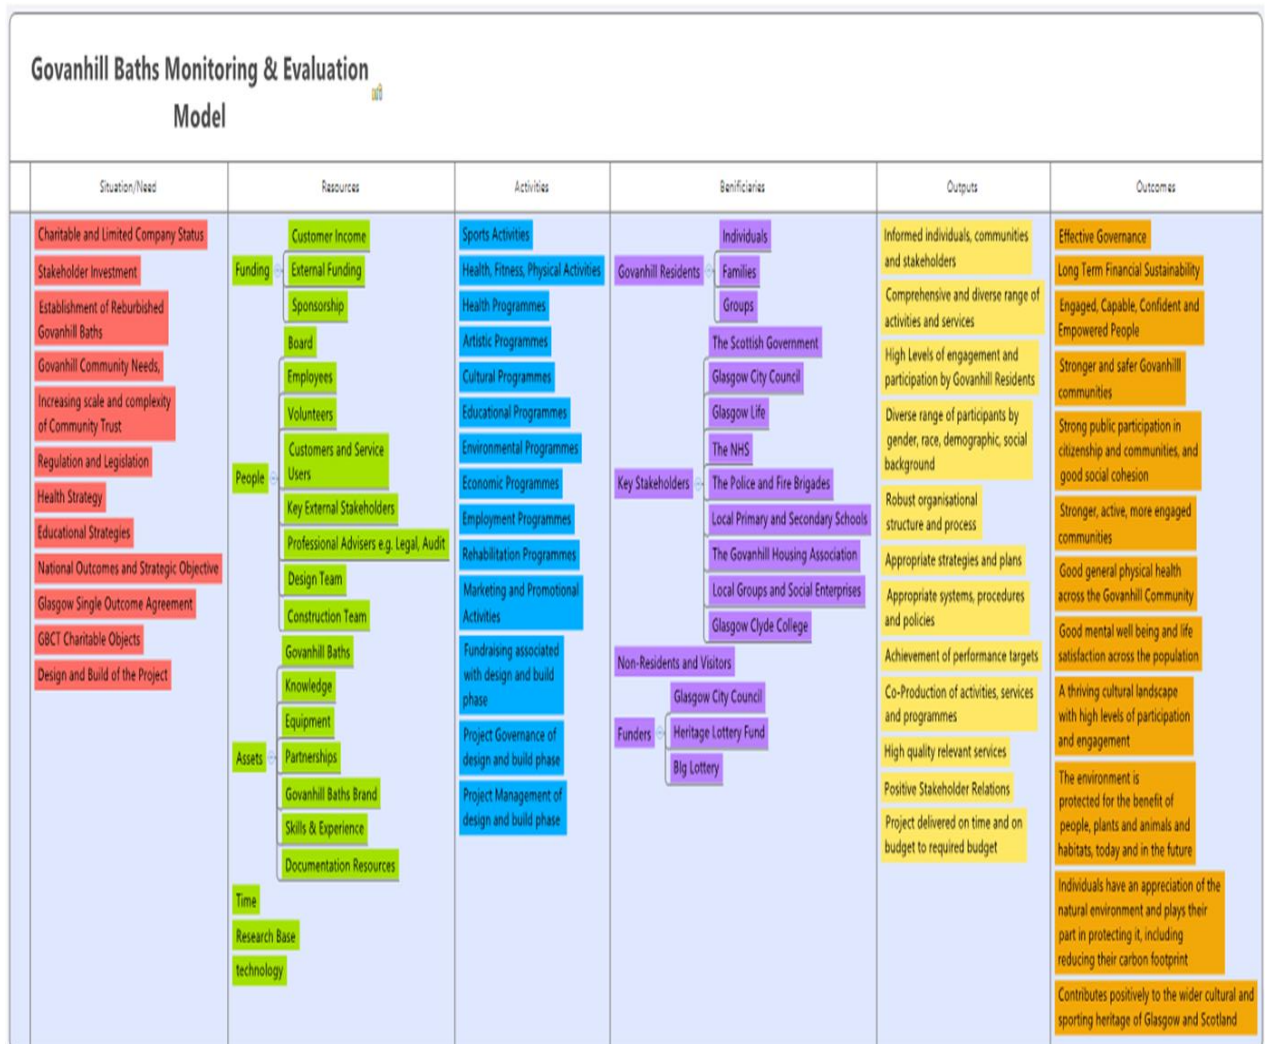 Govanhill Baths Monitoring & Evaluation
Model
Situation/Need
Resources
Activities
Benificiaries
Outputs
Outcomes
Charitable and Limited Company Status
Stakeholder Investment
Establishment of Reburbished
Govanhill Baths
Govanhill Community Needs,
Increasing scale and complexity
of Community Trust
Regulation and Legislation
Health Strategy
Educational Strategies
National Outcomes and Strategic Objective
Glasgow Single Outcome Agreement
GBCT Charitable Objects
Design and Build of the Project
Funding
Customer Income
External Funding
Sponsorship
People
Board
Employees
Volunteers
Customers and Service
Users
Key External Stakeholders
Professional Advisers e.g. Legal, Audit
Design Team
Construction Team
Assets
Govanhill Baths
Knowledge
Equipment
Partnerships
Govanhill Baths Brand
Skills & Experience
Documentation Resources
Time
Research Base
technology
Sports Activities
Health, Fitness, Physical Activities
Health Programmes
Artistic Programmes
Cultural Programmes
Educational Programmes
Environmental Programmes
Economic Programmes
Employment Programmes
Rehabilitation Programmes
Marketing and Promotional
Activities
Fundraising associated
with design and build
phase
Project Governance of
design and build phase
Project Management of
design and build phase
Govanhill Residents
Individuals
Families
Groups
Key Stakeholders
The Scottish Government
Glasgow City Council
Glasgow Life
The NHS
The Police and Fire Brigades
Local Primary and Secondary Schools
The Govanhill Housing Association
Local Groups and Social Enterprises
Glasgow Clyde College
Non-Residents and Visitors
Funders
Glasgow City Council
Heritage Lottery Fund
BIg Lottery
Informed individuals, communities
and stakeholders
Comprehensive and diverse range of
activities and services
High Levels of engagement and
participation by Govanhill Residents
Diverse range of participants by
gender, race, demographic, social
background
Robust organisational
structure and process
Appropriate strategies and plans
Appropriate systems, procedures
and policies
Achievement of performance targets
Co-Production of activities, services
and programmes
High quality relevant services
Positive Stakeholder Relations
Project delivered on time and on
budget to required budget
Effective Governance
Long Term Financial Sustainability
Engaged, Capable, Confident and
Empowered People
Stronger and safer Govanhilll
communities
Strong public participation in
citizenship and communities, and
good social cohesion
Stronger, active, more engaged
communities
Good general physical health
across the Govanhill Community
Good mental well being and life
satisfaction across the population
A thriving cultural landscape
with high levels of participation
and engagement
The environment is
protected for the benefit of
people, plants and animals and
habitats, today and in the future
Individuals have an appreciation of the
natural environment and plays their
part in protecting it, including
reducing their carbon footprint
Contributes positively to the wider cultural and
sporting heritage of Glasgow and Scotland